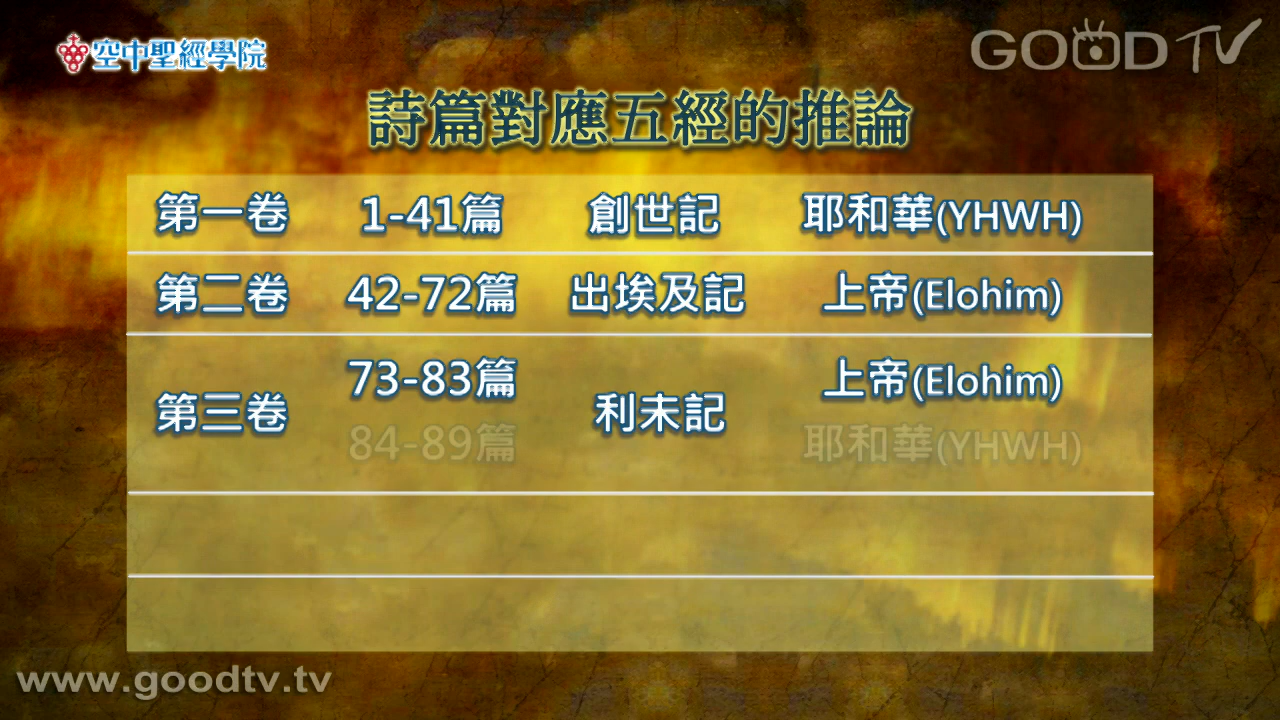 空中聖經學院
GOOD TV
詩篇對應五經的推論
第一卷 1-41篇 創世記 耶和華(YHWH)
第二卷 42-72篇 出埃及記 上帝(Elohim)
73-83篇 上帝(Elohim)
第三卷 利未記
84-89篇 耶和華(YHWH)
www.goodtv.tv